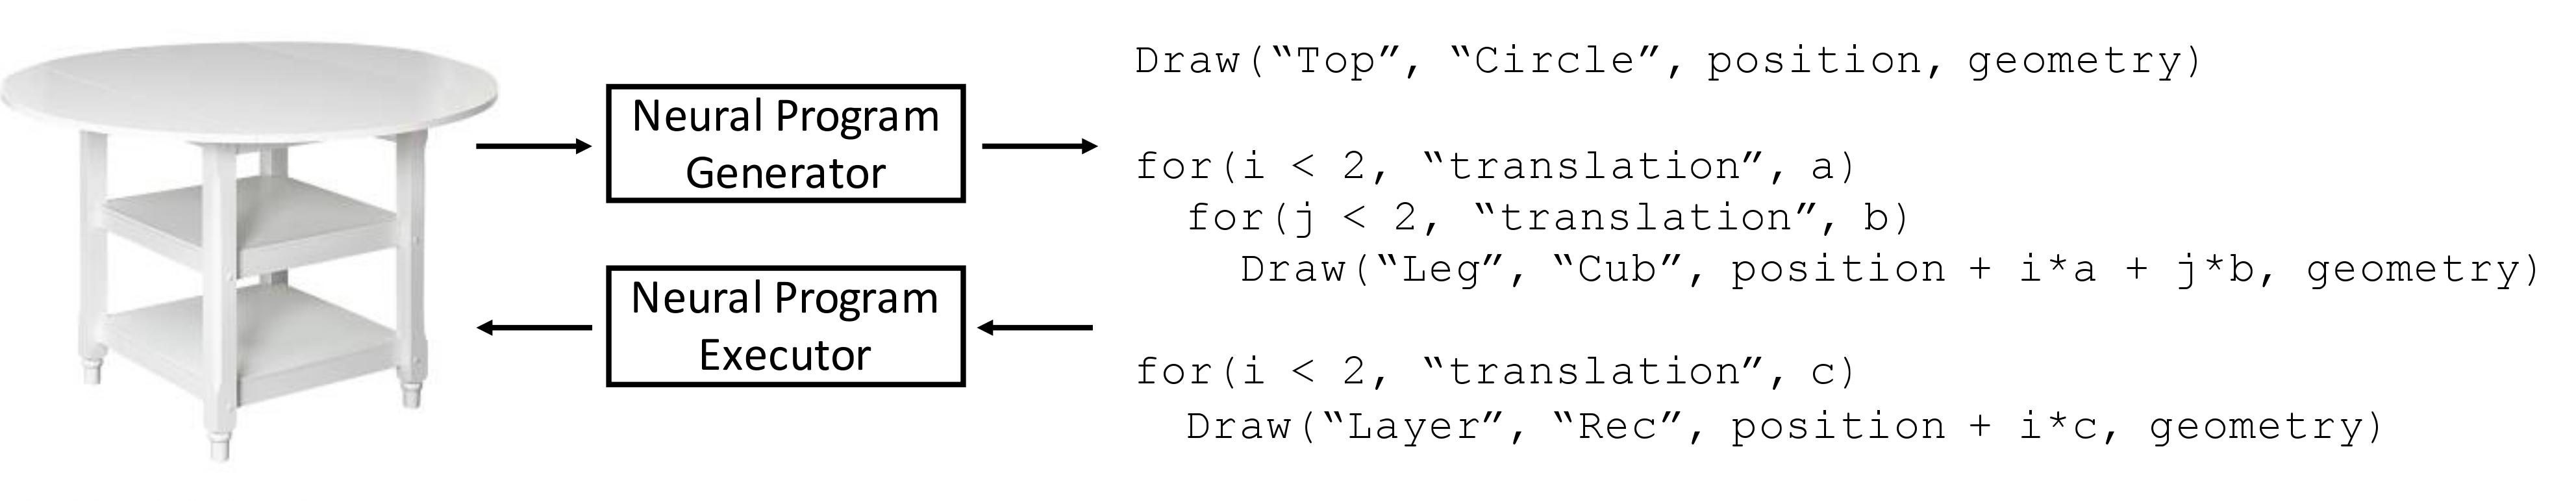 Neural Program
Generator
Neural Program
Executor
Draw(“Top”, “Circle”, position, geometry)
for(i < 2, “translation”, a)
for(j < 2, “translation”, b)
Draw(“Leg”, “Cub”, position + i*a + j*b, geometry)
for(i < 2, “translation”, c)
Draw(“Layer”, “Rec”, position + i*c, geometry)